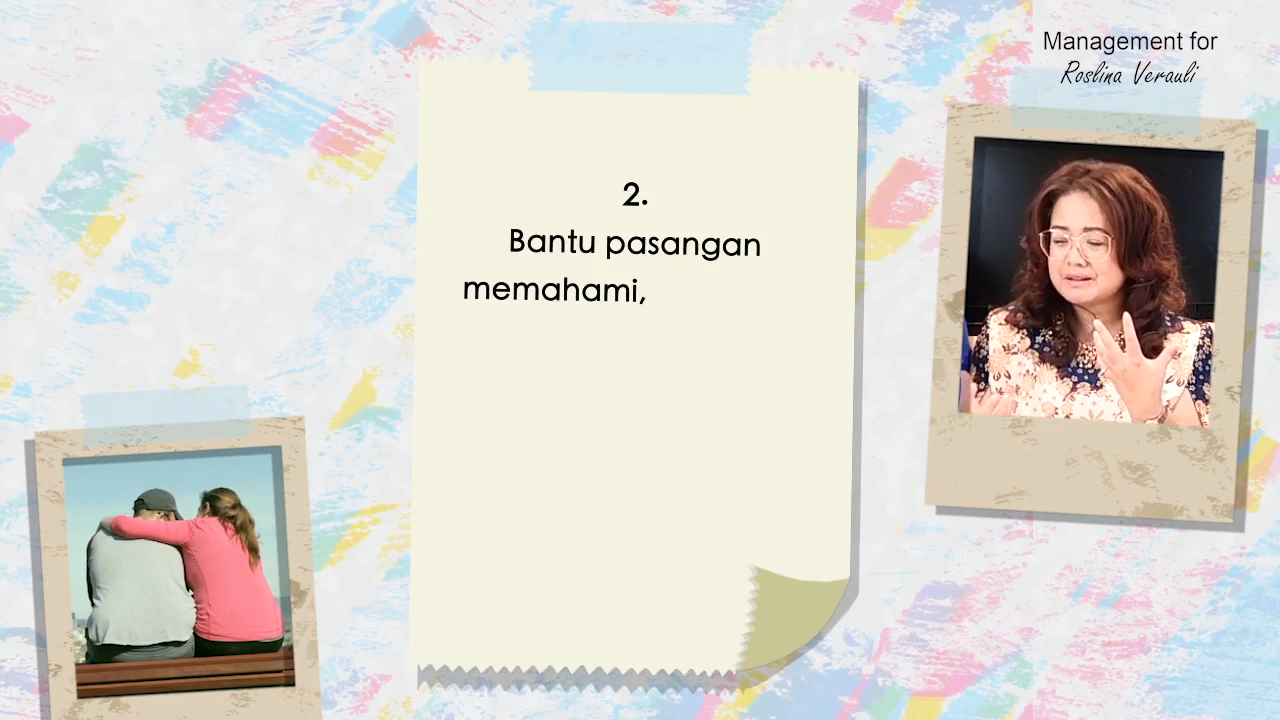 Management for
Roslina Verauli
2.
Bantu pasangan
memahami,